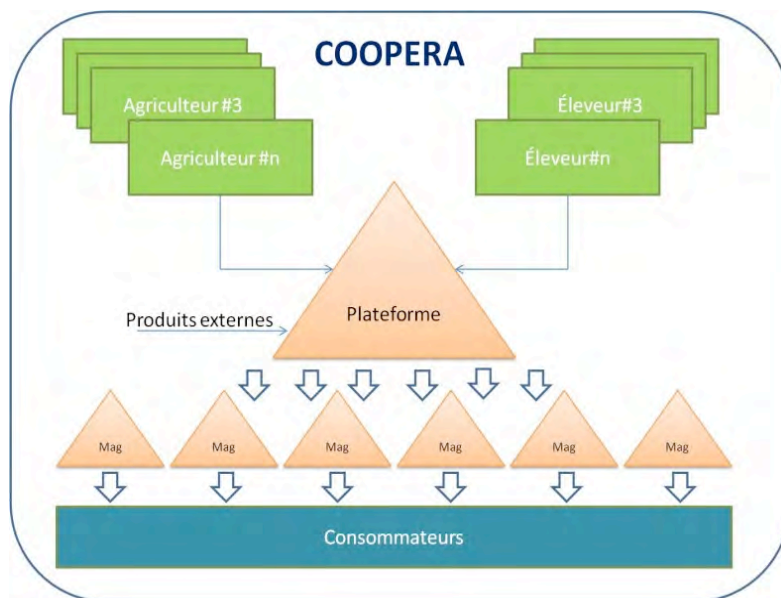 COOPERA
Agriculteur #3
Éleveur#3
Agriculteur #n
Éleveur#n
Produits externes
Plateforme
Mag
Mag
Mag
Mag
Mag
Mag
Consommateurs